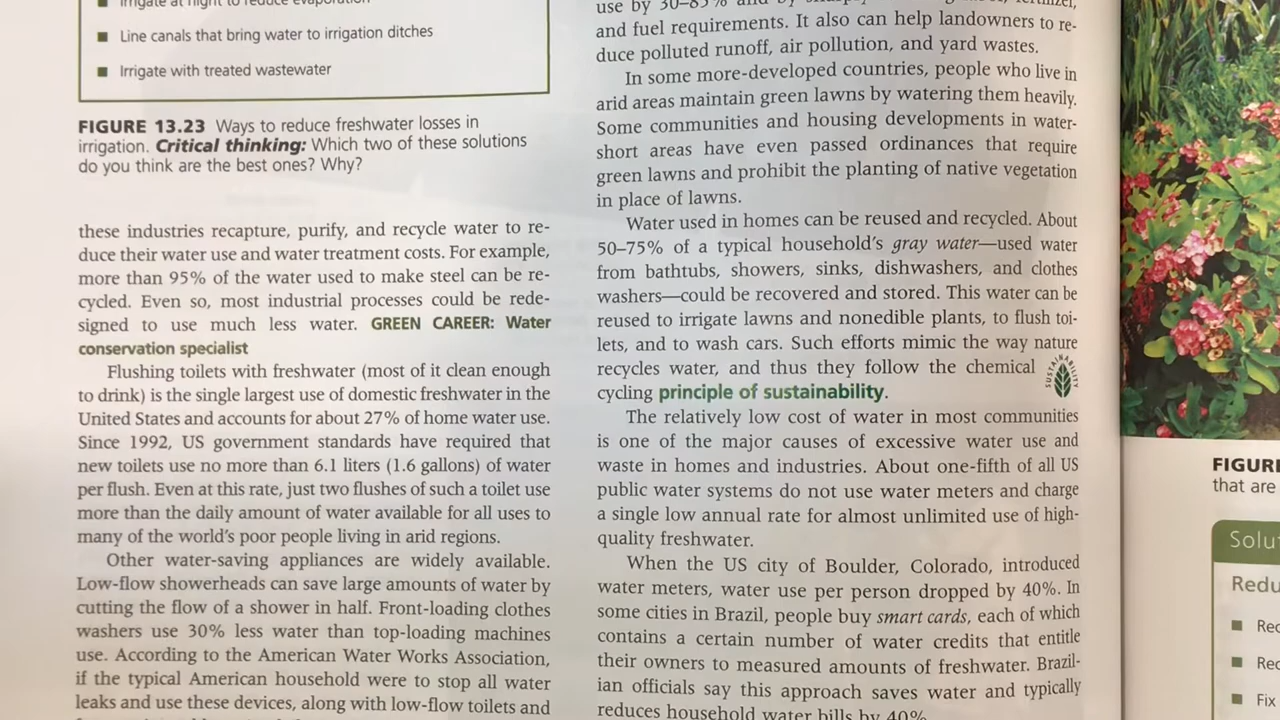 Irrigate at night to reduce evaporation
■ Line canals that bring water to irrigation ditches
■ Irrigate with treated wastewater
FIGURE 13.23 Ways to reduce freshwater losses in
irrigation. Critical thinking: Which two of these solutions
do you think are the best ones? Why?
these industries recapture, purify, and recycle water to re-
duce their water use and water treatment costs. For example,
more than 95% of the water used to make steel can be re-
cycled. Even so, most industrial processes could be rede-
signed to use much less water. GREEN CAREER: Water
conservation specialist
Flushing toilets with freshwater (most of it clean enough
to drink) is the single largest use of domestic freshwater in the
United States and accounts for about 27% of home water use.
Since 1992, US government standards have required that
new toilets use no more than 6.1 liters (1.6 gallons) of water
per flush. Even at this rate, just two flushes of such a toilet use
more than the daily amount of water available for all uses to
many of the world's poor people living in arid regions.
Other water-saving appliances are widely available.
Low-flow showerheads can save large amounts of water by
cutting the flow of a shower in half. Front-loading clothes
washers use 30% less water than top-loading machines
use. According to the American Water Works Association,
if the typical American household were to stop all water
leaks and use these devices, along with low-flow toilets and
use by 30–85% and by
and fuel requirements. It also can help landowners to re-
duce polluted runoff, air pollution, and yard wastes.
In some more-developed countries, people who live in
arid areas maintain green lawns by watering them heavily.
Some communities and housing developments in water-
short areas have even passed ordinances that require
green lawns and prohibit the planting of native vegetation
in place of lawns.
Water used in homes can be reused and recycled. About
50–75% of a typical household's gray water—used water
from bathtubs, showers, sinks, dishwashers, and clothes
washers—could be recovered and stored. This water can be
reused to irrigate lawns and nonedible plants, to flush toi-
lets, and to wash cars. Such efforts mimic the way nature
recycles water, and thus they follow the chemical
cycling principle of sustainability.
SUSTAINABILITY
The relatively low cost of water in most communities
is one of the major causes of excessive water use and
waste in homes and industries. About one-fifth of all US
public water systems do not use water meters and charge
a single low annual rate for almost unlimited use of high-
quality freshwater.
When the US city of Boulder, Colorado, introduced
water meters, water use per person dropped by 40%. In
some cities in Brazil, people buy smart cards, each of which
contains a certain number of water credits that entitle
their owners to measured amounts of freshwater. Brazil-
ian officials say this approach saves water and typically
reduces household water bills by 40%.
FIGURE
that are
Solu
Redu
■ Red
■ Red
■ Fix